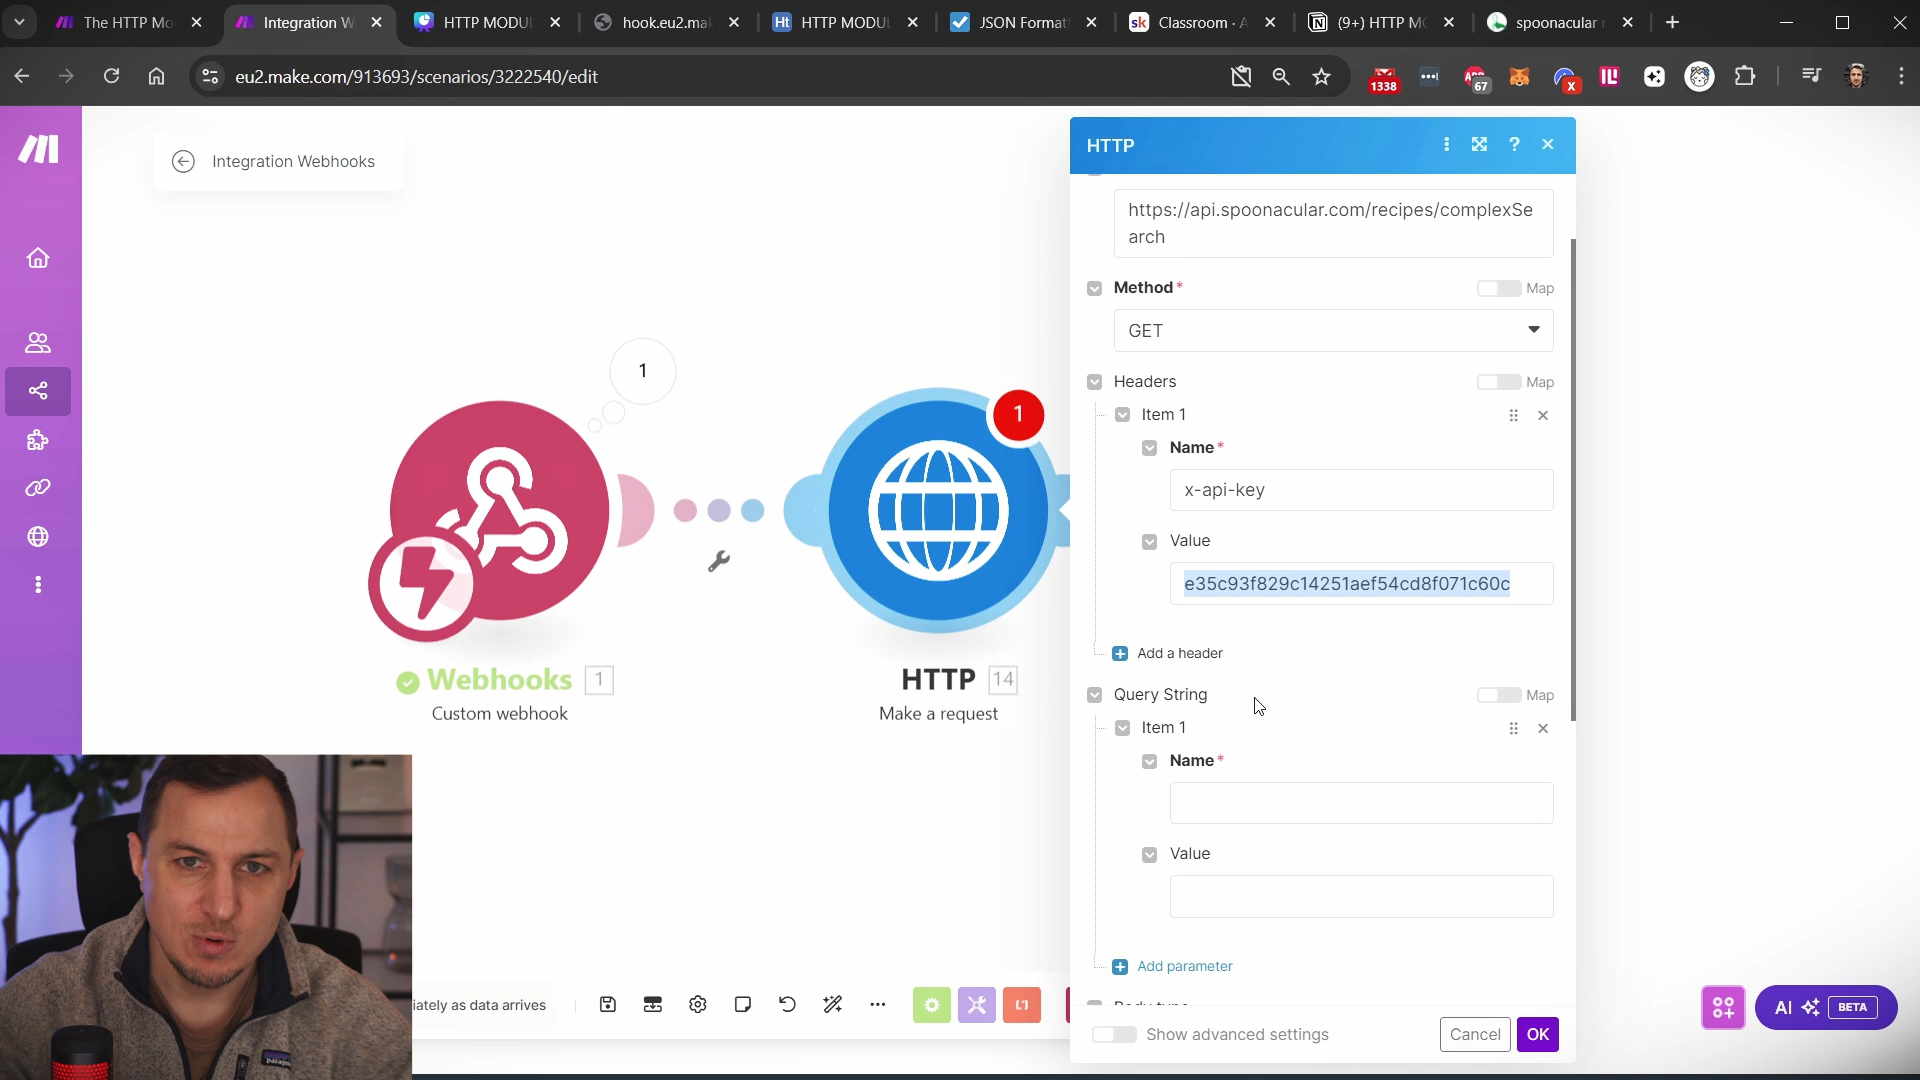 The HTTP Mo
Integration W
HTTP MODUL
hook.eu2.mak
HTTP MODUL
JSON Format
Classroom · A
(9+) HTTP MO
spoonacular r
eu2.make.com/913693/scenarios/3222540/edit
1338
67
X
Integration Webhooks
HTTP
https://api.spoonacular.com/recipes/complexSe
arch
Method*
Map
GET
Headers
Map
Item 1
Name*
x-api-key
Value
e35c93f829c14251aef54cd8f071c60c
Add a header
Query String
Map
Item 1
Name*
Value
Add parameter
Show advanced settings
Cancel
OK
1
1
Webhooks 1
Custom webhook
HTTP 14
Make a request
iately as data arrives
AI BETA